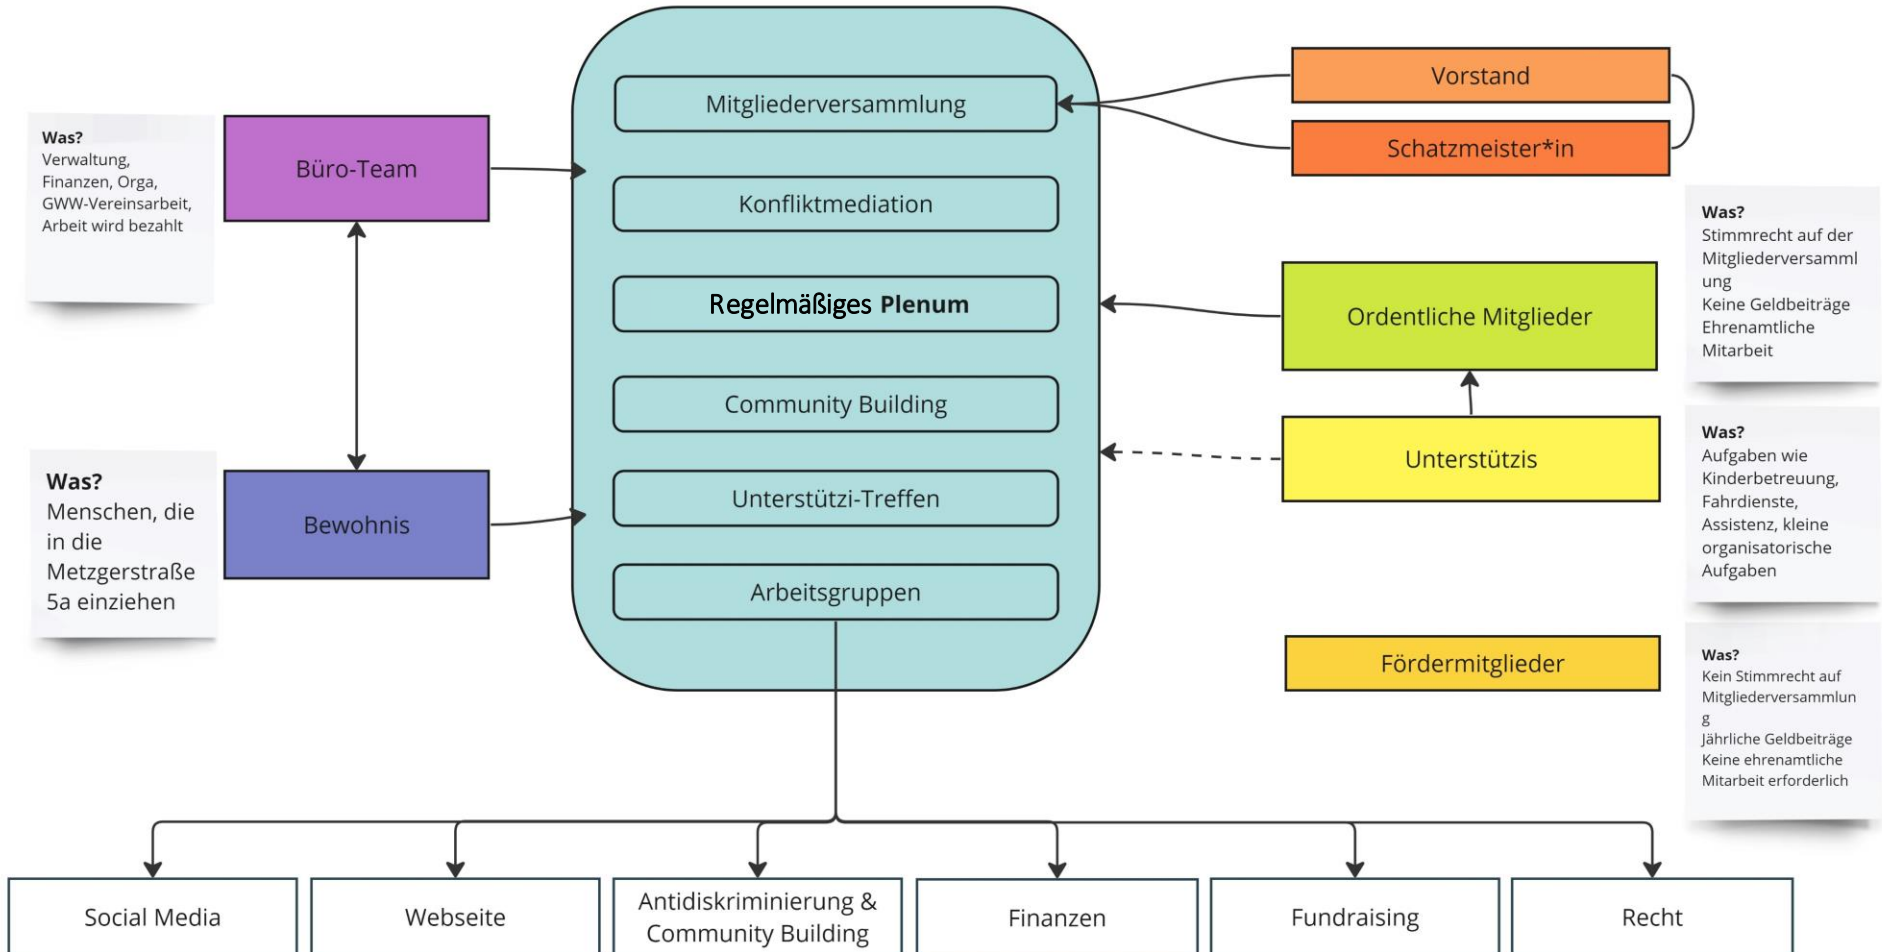 Mitgliederversammlung
Konfliktmediation
Regelmäßiges Plenum
Community Building
Unterstützi-Treffen
Arbeitsgruppen
Was?
Verwaltung,
Finanzen, Orga,
GWW-Vereinsarbeit,
Arbeit wird bezahlt
Büro-Team
Was?
Menschen, die
in die
Metzgerstraße
5a einziehen
Bewohnis
Vorstand
Schatzmeister*in
Ordentliche Mitglieder
Was?
Stimmrecht auf der
Mitgliederversamml
ung
Keine Geldbeiträge
Ehrenamtliche
Mitarbeit
Unterstützis
Was?
Aufgaben wie
Kinderbetreuung,
Fahrdienste,
Assistenz, kleine
organisatorische
Aufgaben
Fördermitglieder
Was?
Kein Stimmrecht auf
Mitgliederversammlun
g
Jährliche Geldbeiträge
Keine ehrenamtliche
Mitarbeit erforderlich
Social Media
Webseite
Antidiskriminierung &
Community Building
Finanzen
Fundraising
Recht